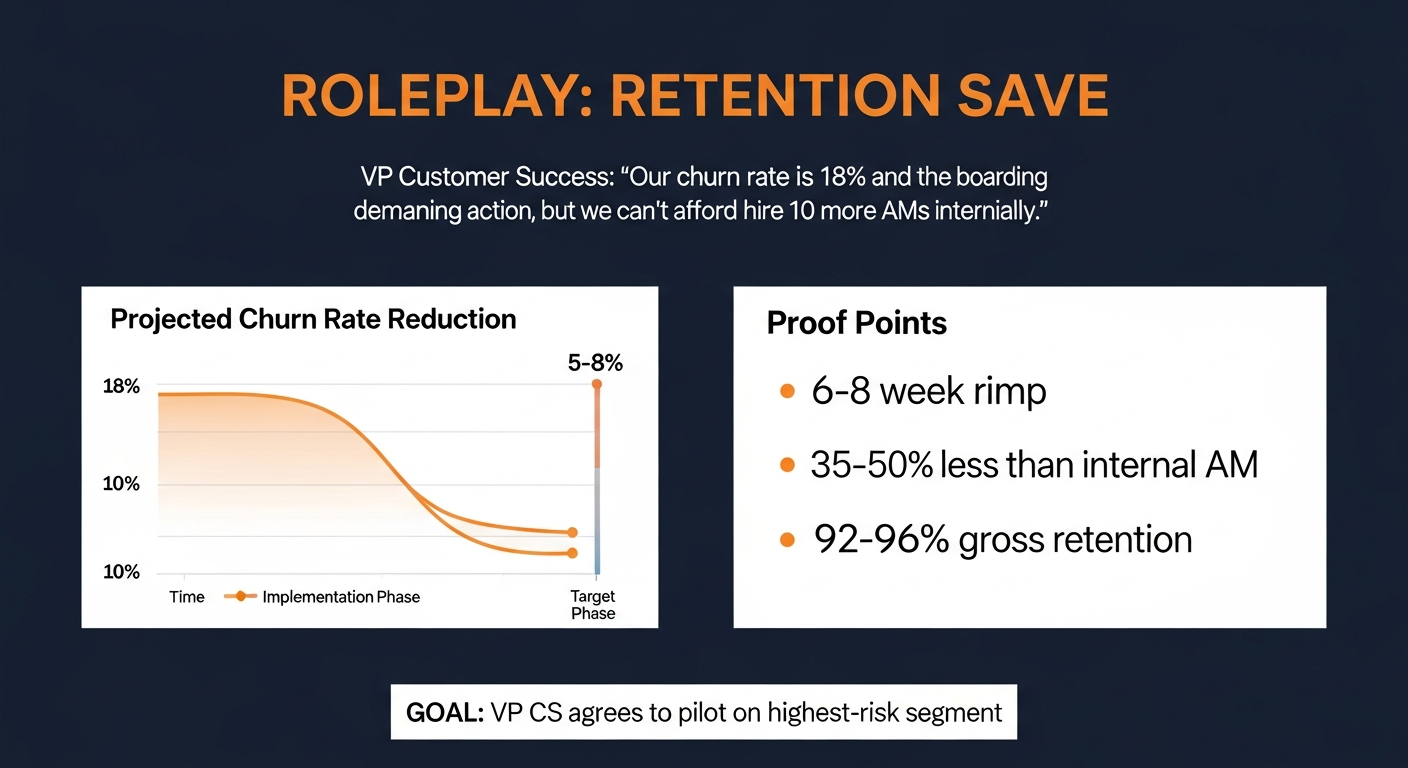 ROLEPLAY: RETENTION SAVE
VP Customer Success: “Our churn rate is 18% and the boarding
demaning action, but we can't afford hire 10 more AMs internially.”
Projected Churn Rate Reduction
5-8%
18%
10%
10%
Time
Implementation Phase
Target
Phase
Proof Points
6-8 week rimp
35-50% less than internal AM
92-96% gross retention
GOAL: VP CS agrees to pilot on highest-risk segment